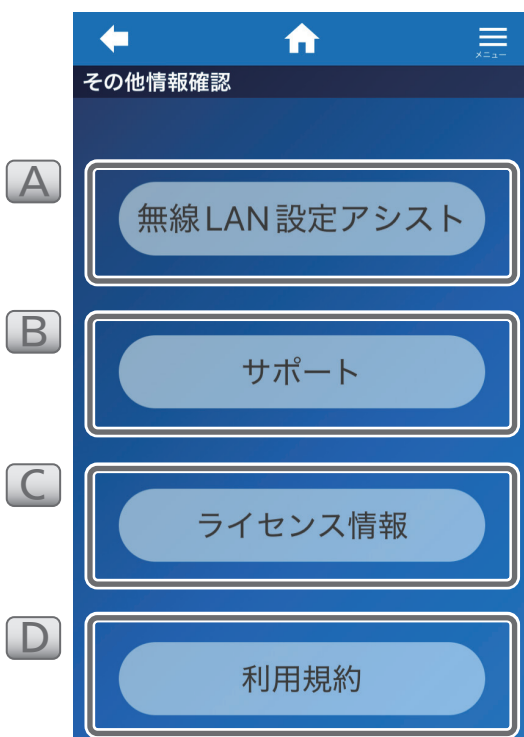 メニュー
その他情報確認
A
無線LAN設定アシスト
B
サポート
C
ライセンス情報
D
利用規約